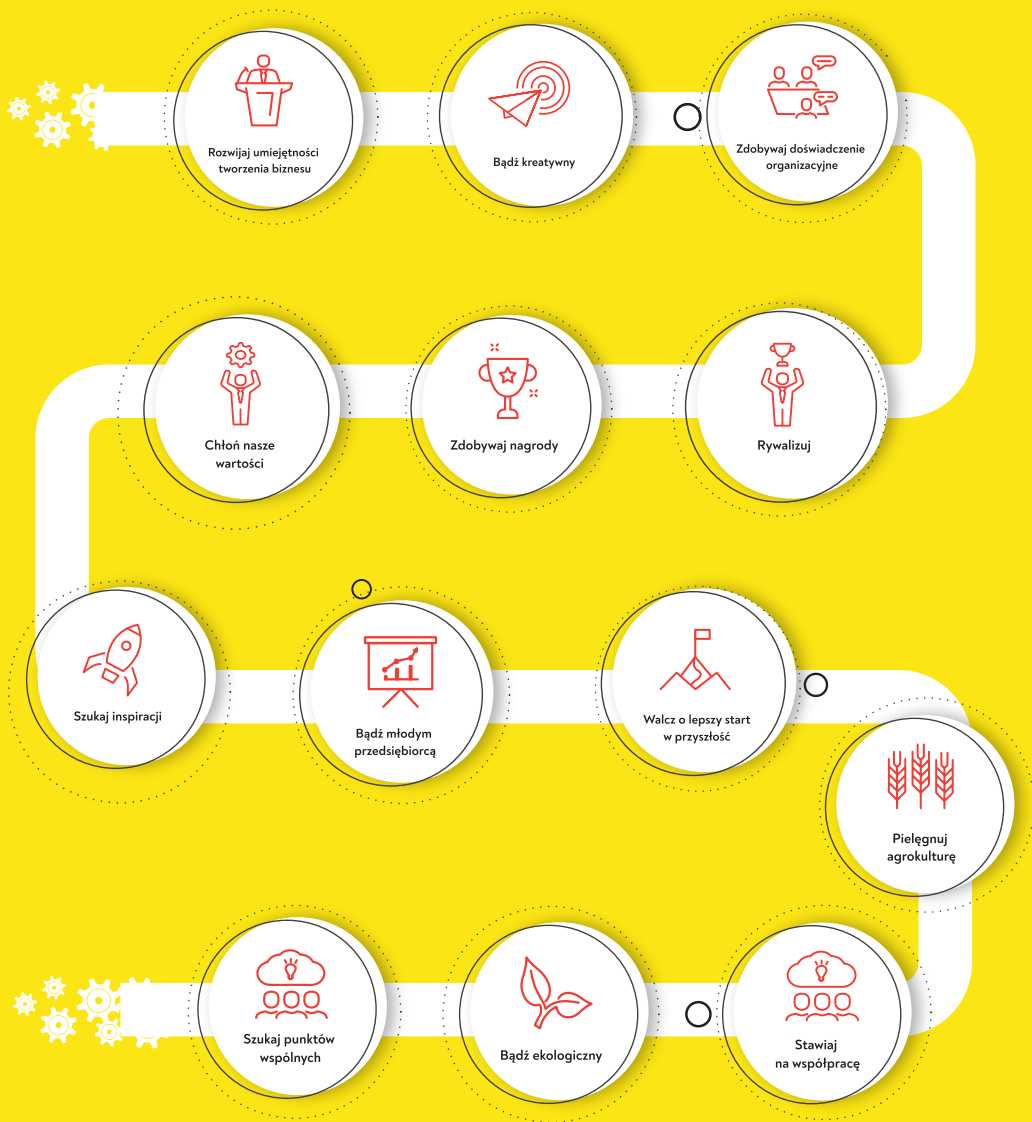 Rozwijaj umiejętności
tworzenia biznesu
Bądź kreatywny
Zdobywaj doświadczenie
organizacyjne
Chłoń nasze
wartości
Zdobywaj nagrody
Rywalizuj
Szukaj inspiracji
Bądź młodym
przedsiębiorcą
Walcz o lepszy start
w przyszłość
Pielęgnuj
agrokulturę
Szukaj punktów
wspólnych
Bądź ekologiczny
Stawiaj
na współpracę